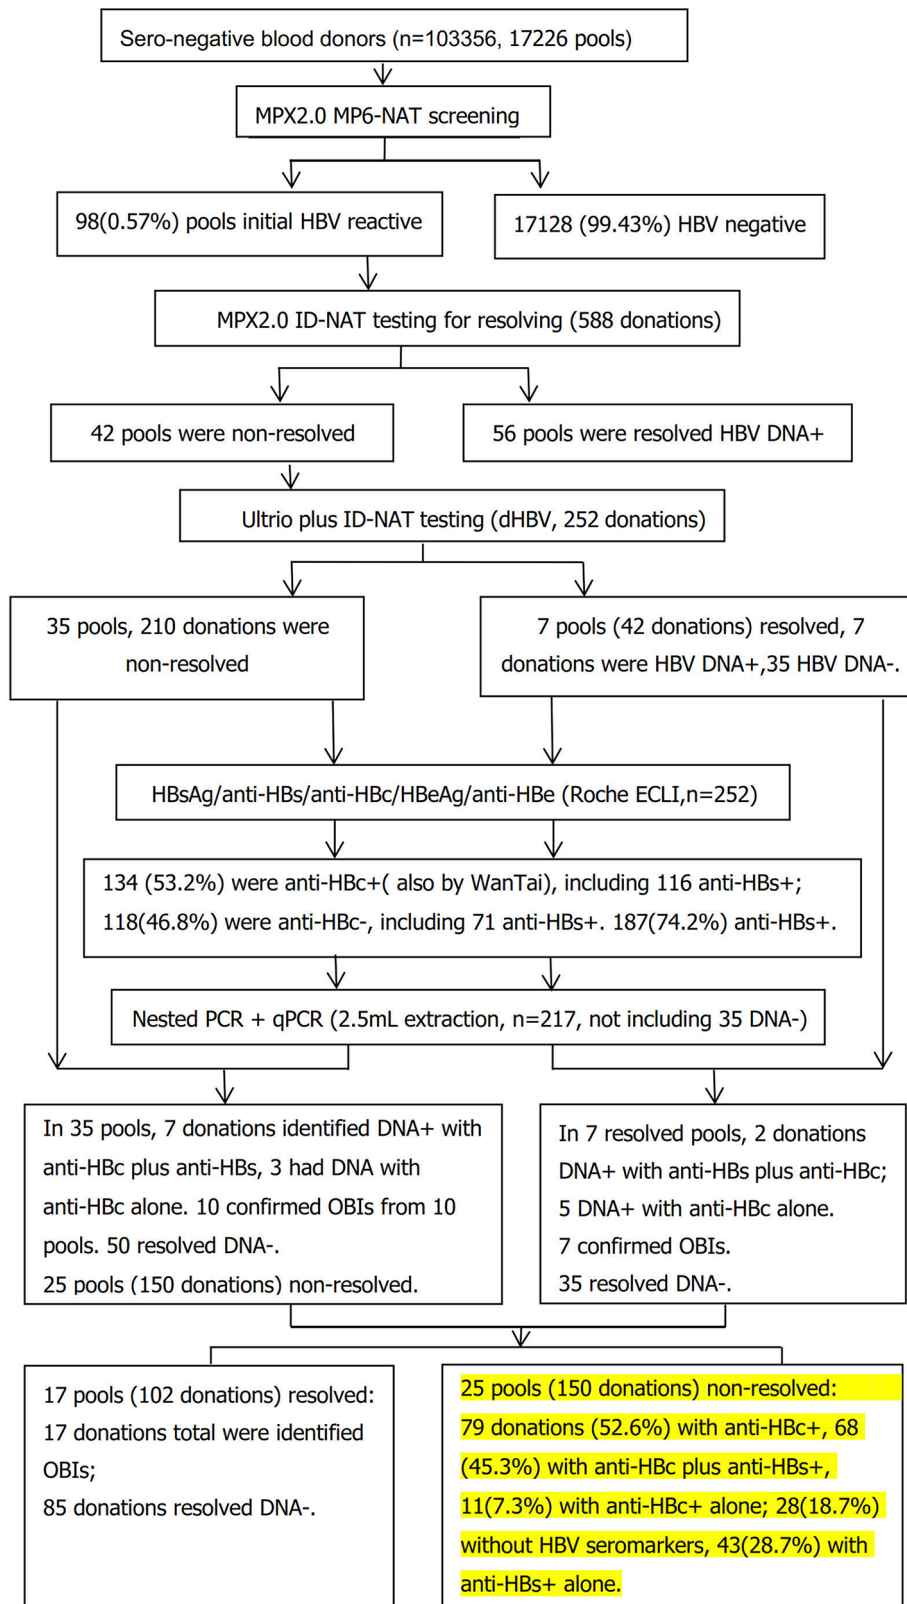 Sero-negative blood donors (n=103356, 17226 pools)
MPX2.0 MP6-NAT screening
98(0.57%) pools initial HBV reactive
17128 (99.43%) HBV negative
MPX2.0 ID-NAT testing for resolving (588 donations)
42 pools were non-resolved
56 pools were resolved HBV DNA+
Ultrio plus ID-NAT testing (dHBV, 252 donations)
35 pools, 210 donations were
non-resolved
7 pools (42 donations) resolved, 7
donations were HBV DNA+,35 HBV DNA-.
HBsAg/anti-HBs/anti-HBc/HBeAg/anti-HBe (Roche ECLI,n=252)
134 (53.2%) were anti-HBc+( also by WanTai), including 116 anti-HBs+;
118(46.8%) were anti-HBc-, including 71 anti-HBs+. 187(74.2%) anti-HBs+.
Nested PCR + qPCR (2.5mL extraction, n=217, not including 35 DNA-)
In 35 pools, 7 donations identified DNA+ with
anti-HBc plus anti-HBs, 3 had DNA with
anti-HBc alone. 10 confirmed OBIs from 10
pools. 50 resolved DNA-.
25 pools (150 donations) non-resolved.
In 7 resolved pools, 2 donations
DNA+ with anti-HBs plus anti-HBc;
5 DNA+ with anti-HBc alone.
7 confirmed OBIs.
35 resolved DNA-.
17 pools (102 donations) resolved:
17 donations total were identified
OBIs;
85 donations resolved DNA-.
25 pools (150 donations) non-resolved:
79 donations (52.6%) with anti-HBc+, 68
(45.3%) with anti-HBc plus anti-HBs+,
11(7.3%) with anti-HBc+ alone; 28(18.7%)
without HBV seromarkers, 43(28.7%) with
anti-HBs+ alone.